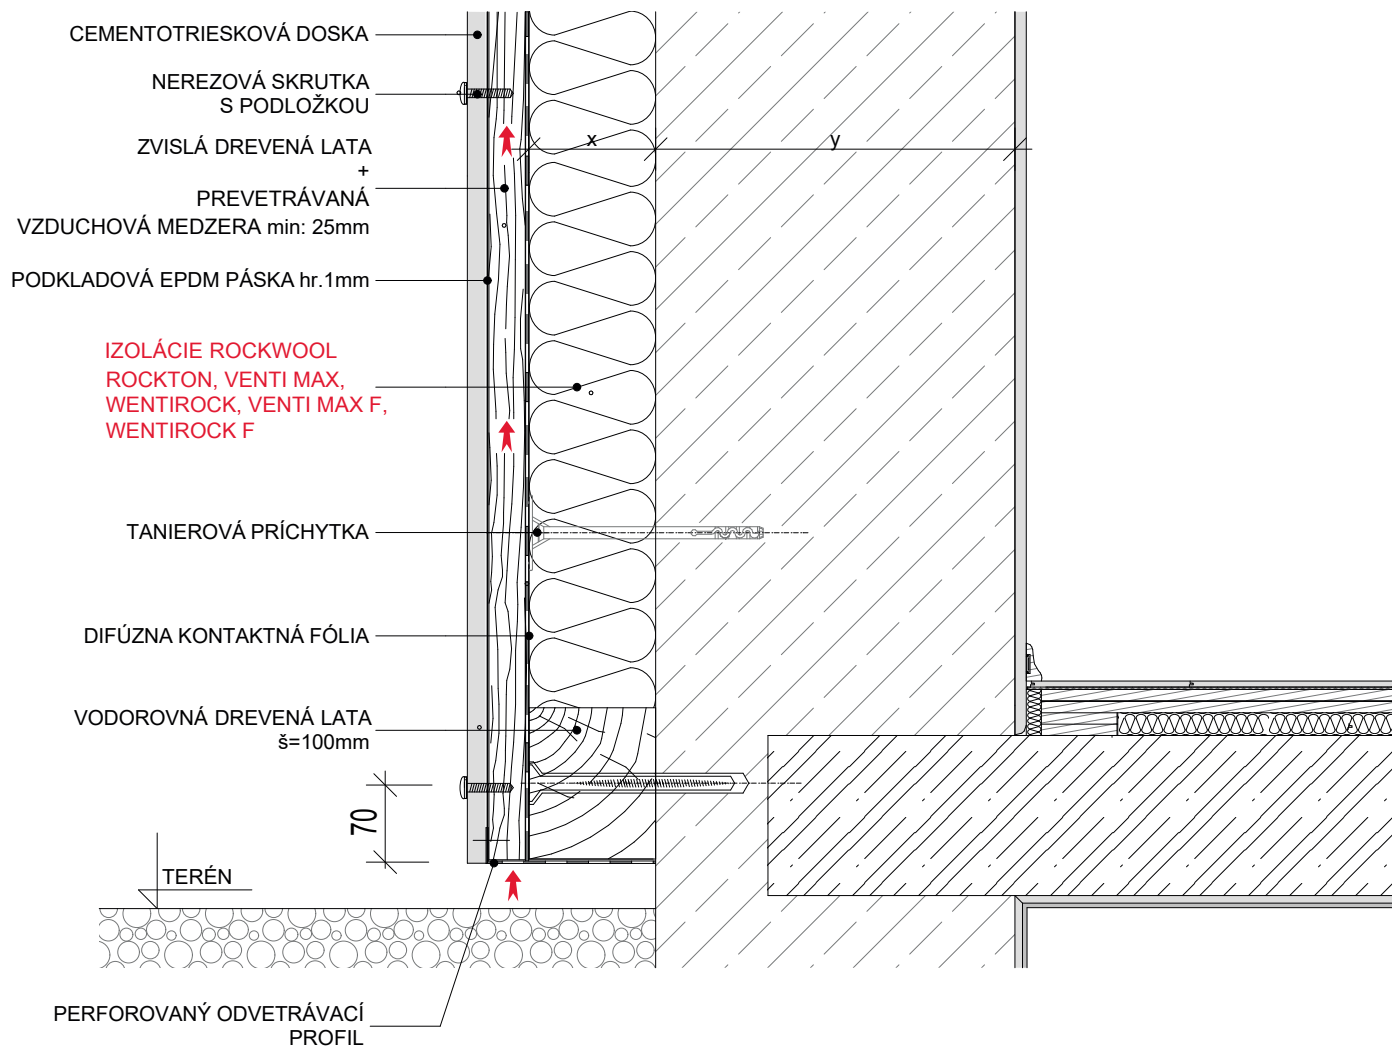 CEMENTOTRIESKOVÁ DOSKA
NEREZOVÁ SKRUTKA
S PODLOŽKOU
ZVISLÁ DREVENÁ LATA
+
PREVETRÁVANÁ
VZDUCHOVÁ MEDZERA min: 25mm
PODKLADOVÁ EPDM PÁSKA hr.1mm
IZOLÁCIE ROCKWOOL
ROCKTON, VENTI MAX,
WENTIROCK, VENTI MAX F,
WENTIROCK F
TANIEROVÁ PRÍCHYTKA
DIFÚZNA KONTAKTNÁ FÓLIA
VODOROVNÁ DREVENÁ LATA
š=100mm
70
TERÉN
PERFOROVANÝ ODVETRÁVACÍ
PROFIL
x
y